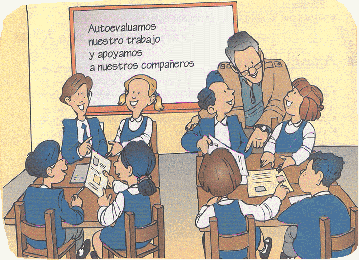 Autoevaluamos
nuestro trabajo
y apoyamos
a nuestros compañeros